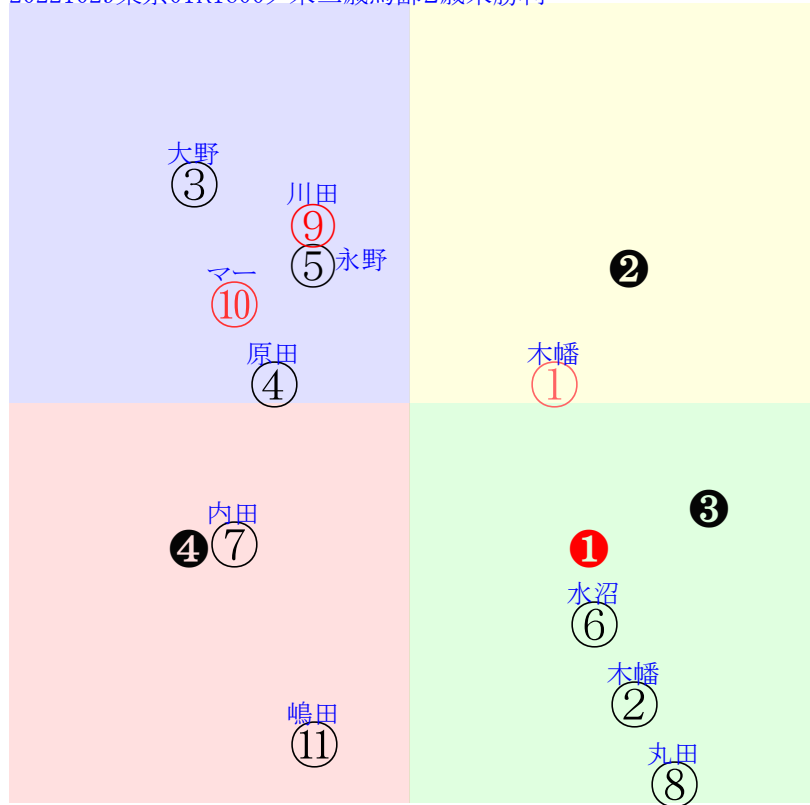 大野
③
川田
⑨
⑤永野
❷
マー
⑩
原田
④
木幡
①
内田
❹⑦
❸
❶
水沼
⑥
木幡
②
嶋田
⑪
丸田
⑧